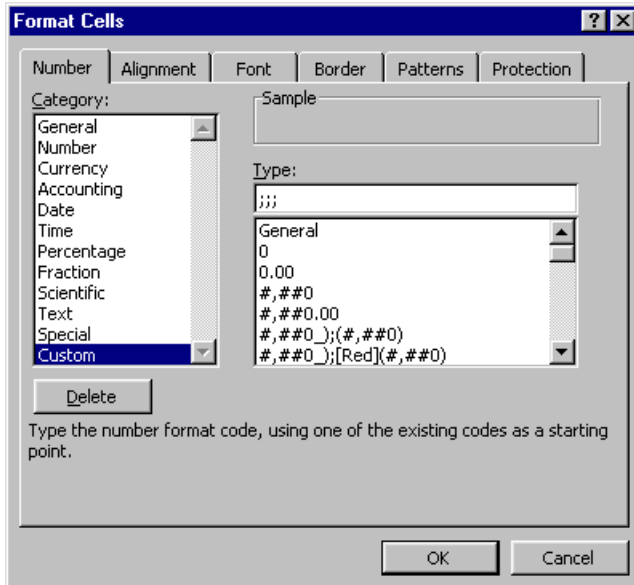 Format Cells
Number Alignment Font Border Patterns Protection
Category:
General
Number
Currency
Accounting
Date
Time
Percentage
Fraction
Scientific
Text
Special
Custom
Sample
Type:
;;;
General
0
0.00
#,##0
#,##0.00
#,##0_);(#,##0)
#,##0_);[Red](#,##0)
Delete
Type the number format code, using one of the existing codes as a starting
point.
OK Cancel